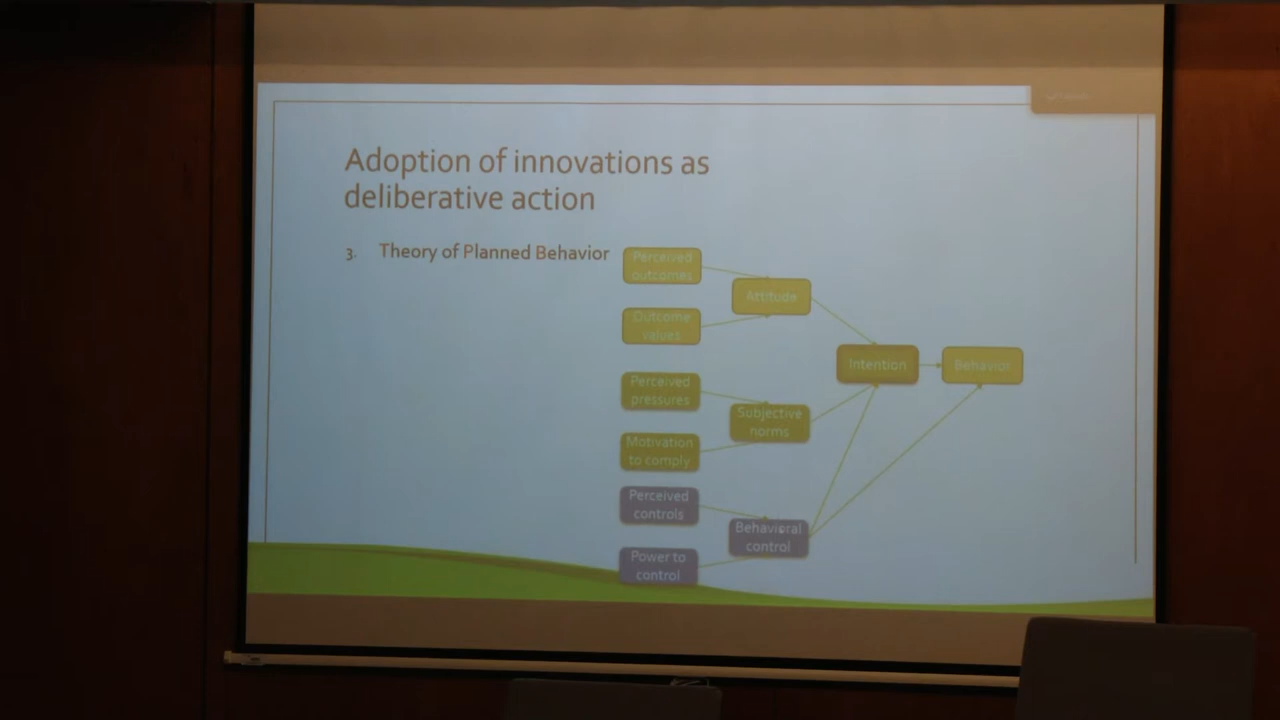 Adoption of innovations as
deliberative action
3. Theory of Planned Behavior
Perceived
outcomes
Attitude
Outcome
values
Intention
Behavior
Perceived
pressures
Subjective
norms
Motivation
to comply
Perceived
controls
Behavioral
control
Power to
control